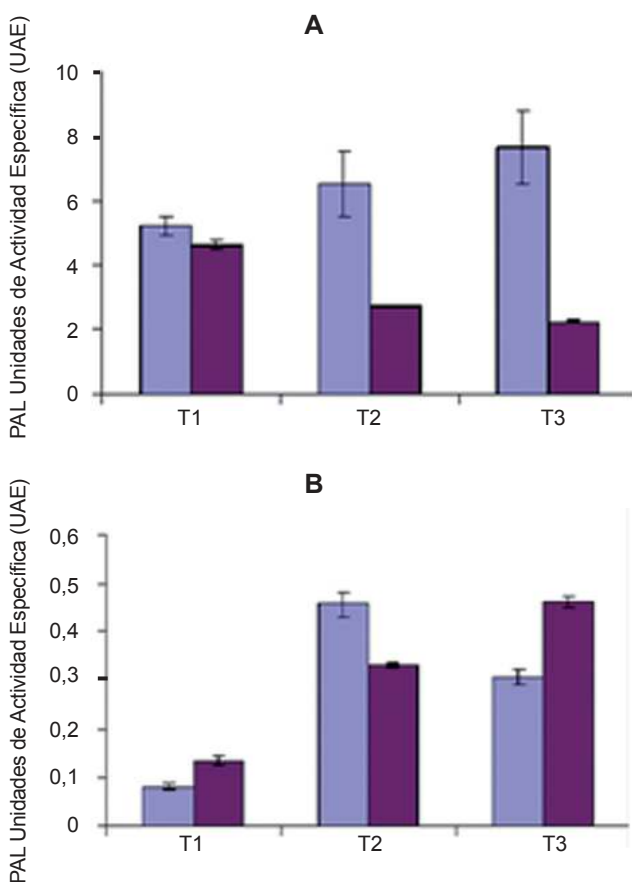 A
PAL Unidades de Actividad Específica (UAE)
10
8
6
4
2
0
T1 T2 T3
B
PAL Unidades de Actividad Específica (UAE)
0,6
0,5
0,4
0,3
0,2
0,1
0
T1 T2 T3